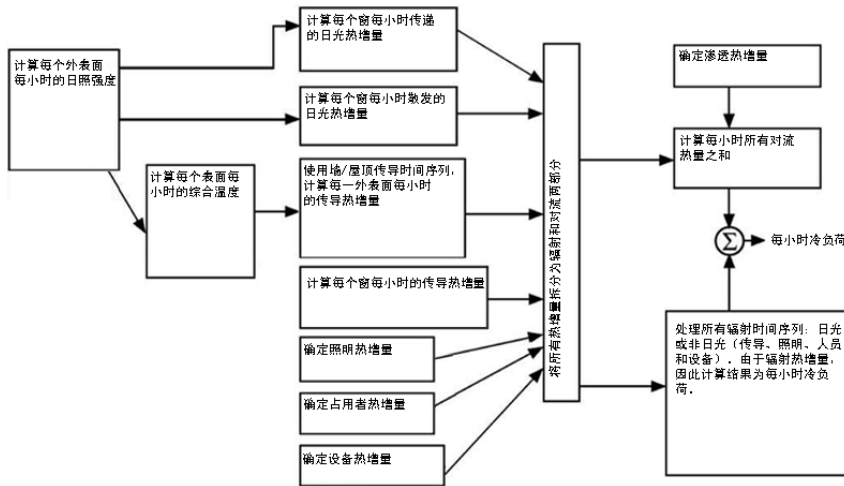 计算每个外表面
每小时的日照强度
计算每个窗每小时传递
的日光热增量
计算每个窗每小时散发的
日光热增量
计算每个表面每
小时的综合温度
使用墙/屋顶传导时间序列，
计算每一外表面每小时
的传导热增量
计算每个窗每小时的传导热增量
确定照明热增量
确定占用者热增量
确定设备热增量
将所有热增量拆分为辐射和对流两部分
确定渗透热增量
计算每小时所有对流
热量之和
Σ
每小时冷负荷
处理所有辐射时间序列：日光
或非日光（传导、照明、人员
和设备）。由于辐射热增量，
因此计算结果为每小时冷负
荷。